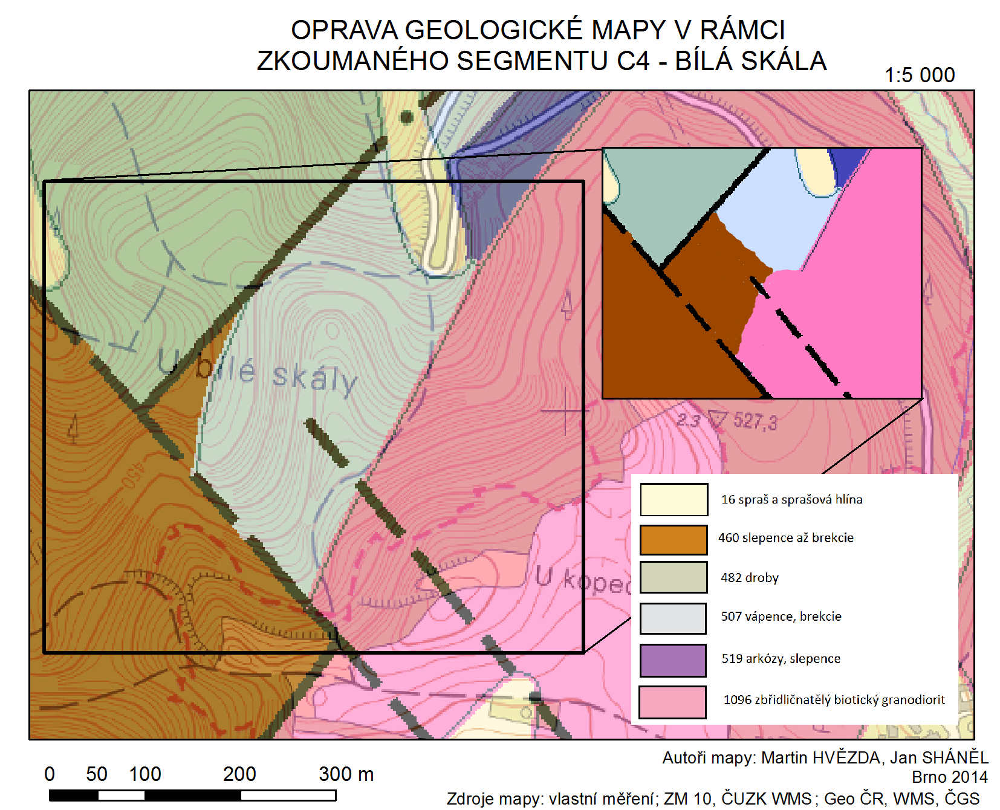 OPRAVA GEOLOGICKÉ MAPY V RÁMCI
ZKOUMANÉHO SEGMENTU C4 - BÍLÁ SKÁLA
1:5 000
U bílé skály
450
2.3 527,3
U kopeč
16 spraš a sprašová hlína
460 slepence až brekcie
482 droby
507 vápence, brekcie
519 arkózy, slepence
1096 zbřidličnatělý biotický granodiorit
0 50 100 200 300 m
Autoři mapy: Martin HVĚZDA, Jan SHÁNĚL
Brno 2014
Zdroje mapy: vlastní měření; ZM 10, ČUZK WMS; Geo ČR, WMS, ČGS